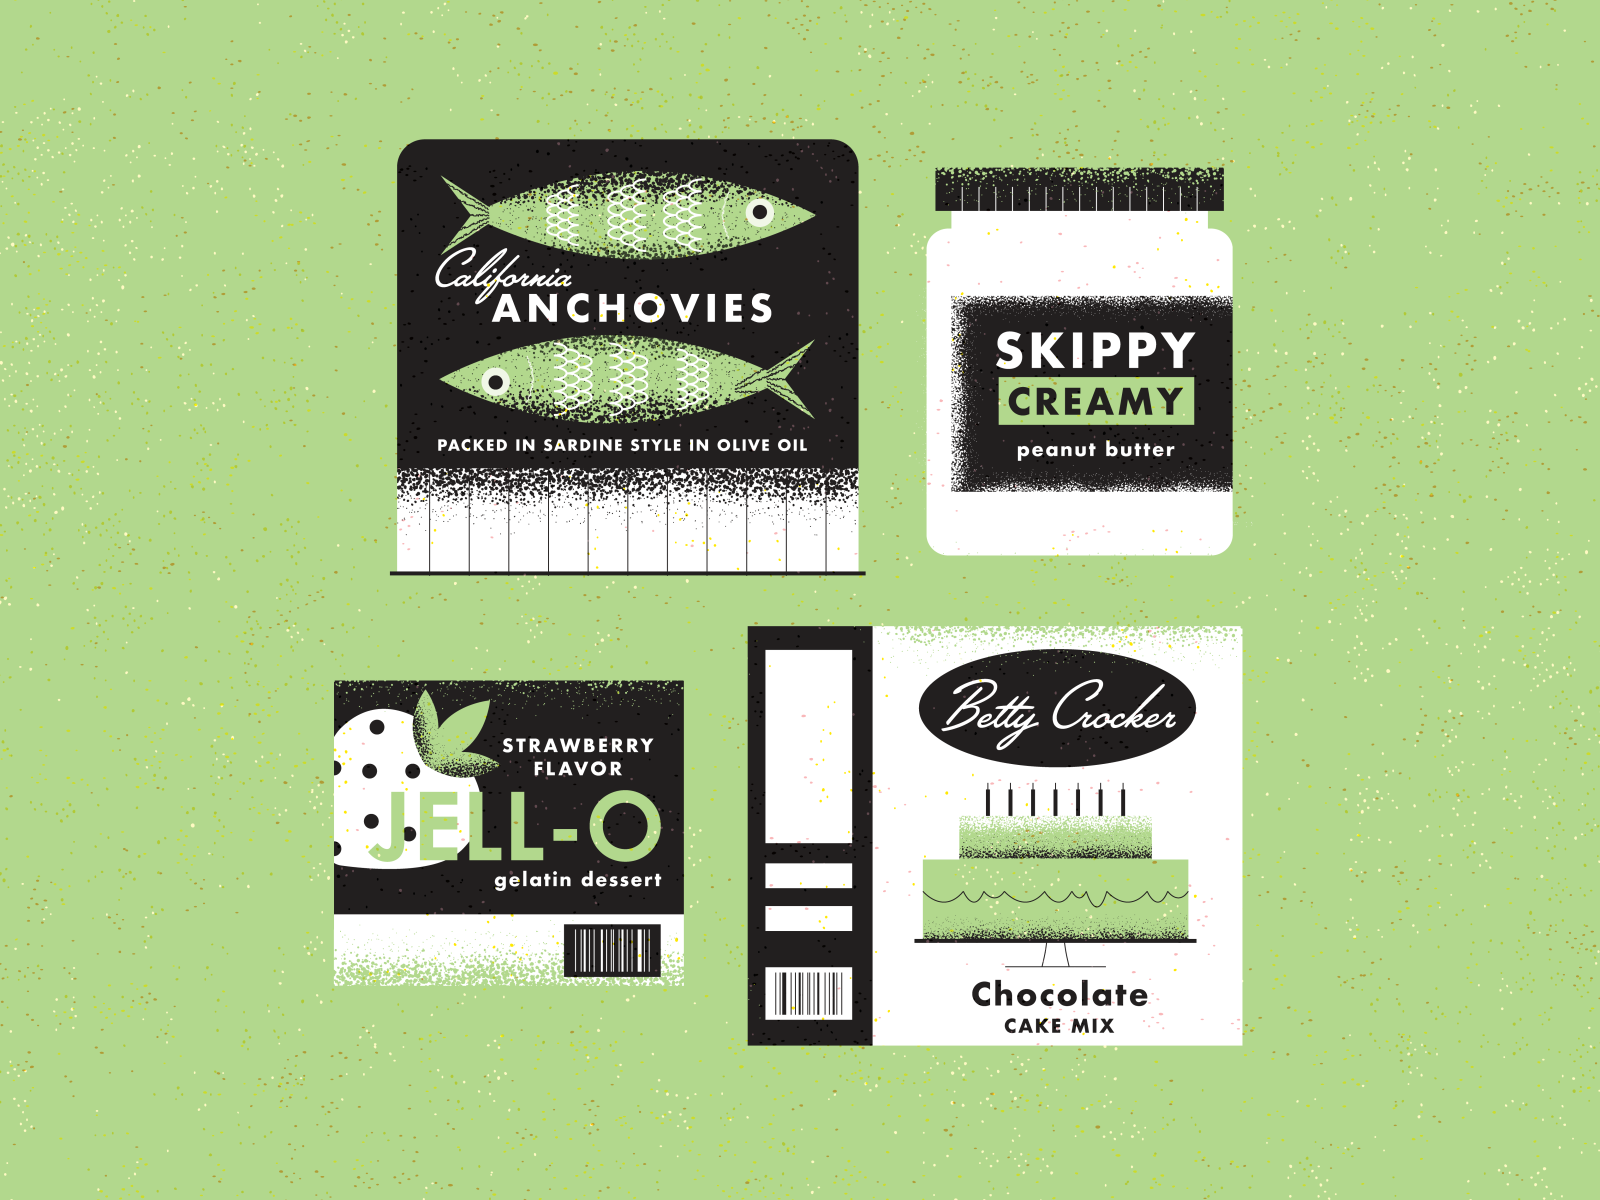 California
ANCHOVIES
PACKED IN SARDINE STYLE IN OLIVE OIL
SKIPPY
CREAMY
peanut butter
STRAWBERRY
FLAVOR
JELL-O
gelatin dessert
Betty Crocker
Chocolate
CAKE MIX